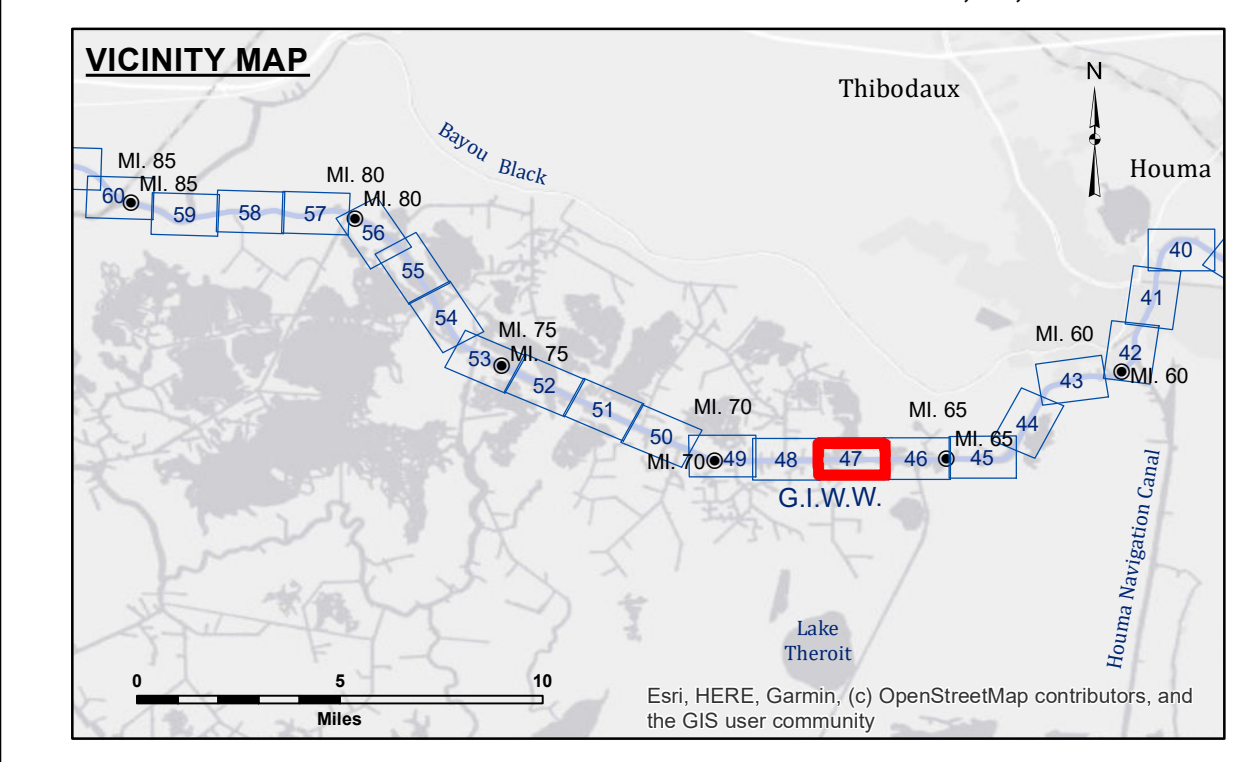 VICINITY MAP
Thibodaux
N
Houma
Bayou Black
MI. 85
MI. 85
MI. 80
MI. 80
60
59
58
57
56
55
54
53
MI. 75
MI. 75
52
51
50
MI. 70
MI. 70
49
48
47
46
MI. 65
MI. 65
45
44
43
MI. 60
MI. 60
42
41
40
G.I.W.W.
Houma Navigation Canal
Lake
Theroit
0 5 10
Miles
Esri, HERE, Garmin, (c) OpenStreetMap contributors, and
the GIS user community